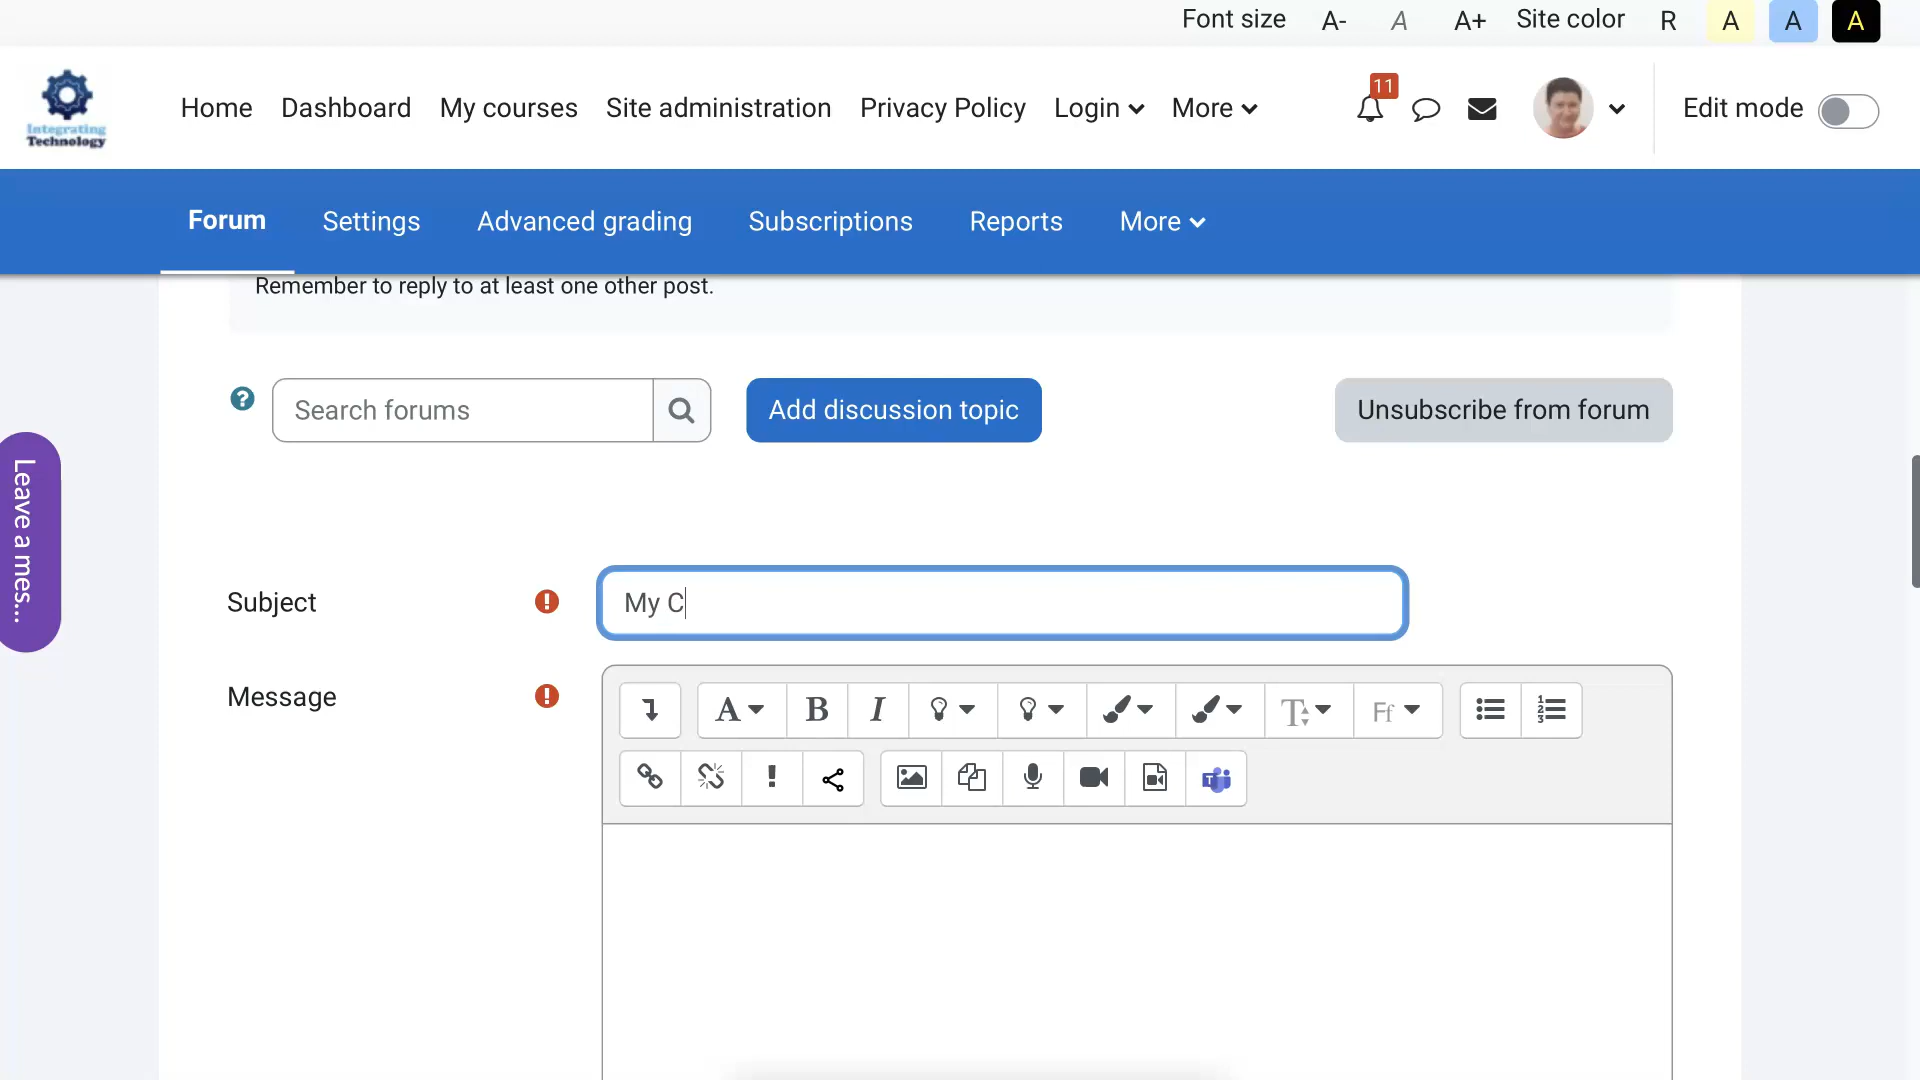 Font size A- A A+ Site color R A A A
Integrating
Technology
Home Dashboard My courses Site administration Privacy Policy Login More 11 Edit mode
Forum Settings Advanced grading Subscriptions Reports More
Remember to reply to at least one other post.
? Search forums Add discussion topic Unsubscribe from forum
Leave a mes...
Subject ! My C
Message !
A B I T Ff
!
T